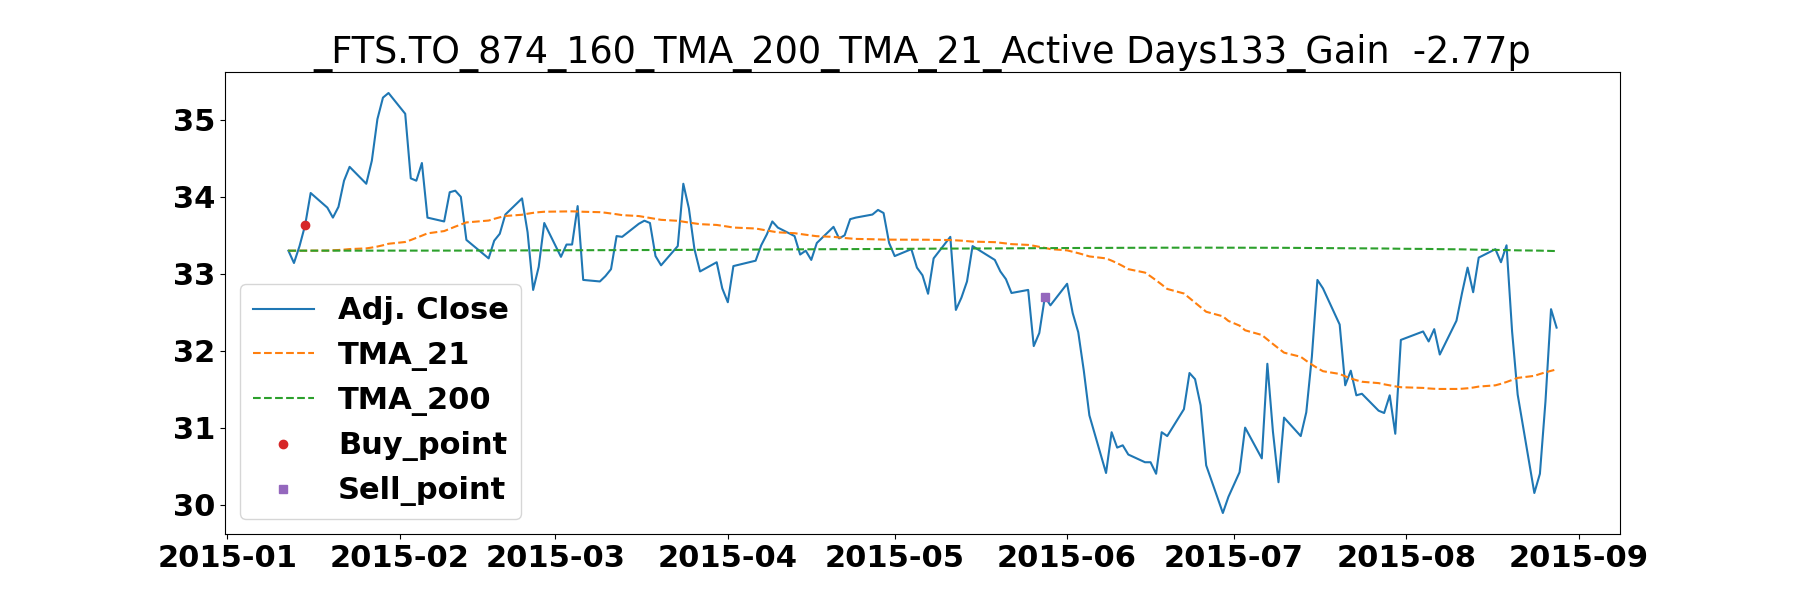 _FTS.TO_874_160_TMA_200_TMA_21_Active Days133_Gain  -2.77p
35
34
33
32
31
30
Adj. Close
TMA_21
TMA_200
Buy_point
Sell_point
2015-01 2015-02 2015-03 2015-04 2015-05 2015-06 2015-07 2015-08 2015-09